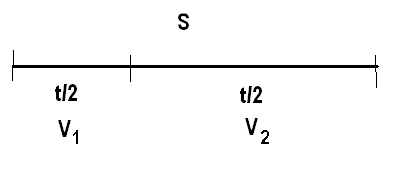 S
t/2 t/2
V₁ V₂